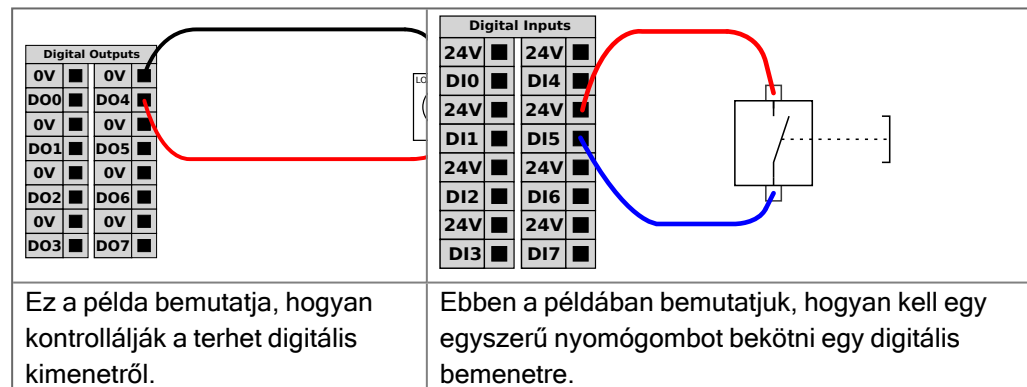 Digital Outputs
0V 0V
DO0 DO4
0V 0V
DO1 DO5
0V 0V
DO2 DO6
0V 0V
DO3 DO7
LO
Digital Inputs
24V 24V
DI0 DI4
24V 24V
DI1 DI5
24V 24V
DI2 DI6
24V 24V
DI3 DI7
Ez a példa bemutatja, hogyan
kontrollálják a terhet digitális
kimenetről.
Ebben a példában bemutatjuk, hogyan kell egy
egyszerű nyomógombot bekötni egy digitális
bemenetre.